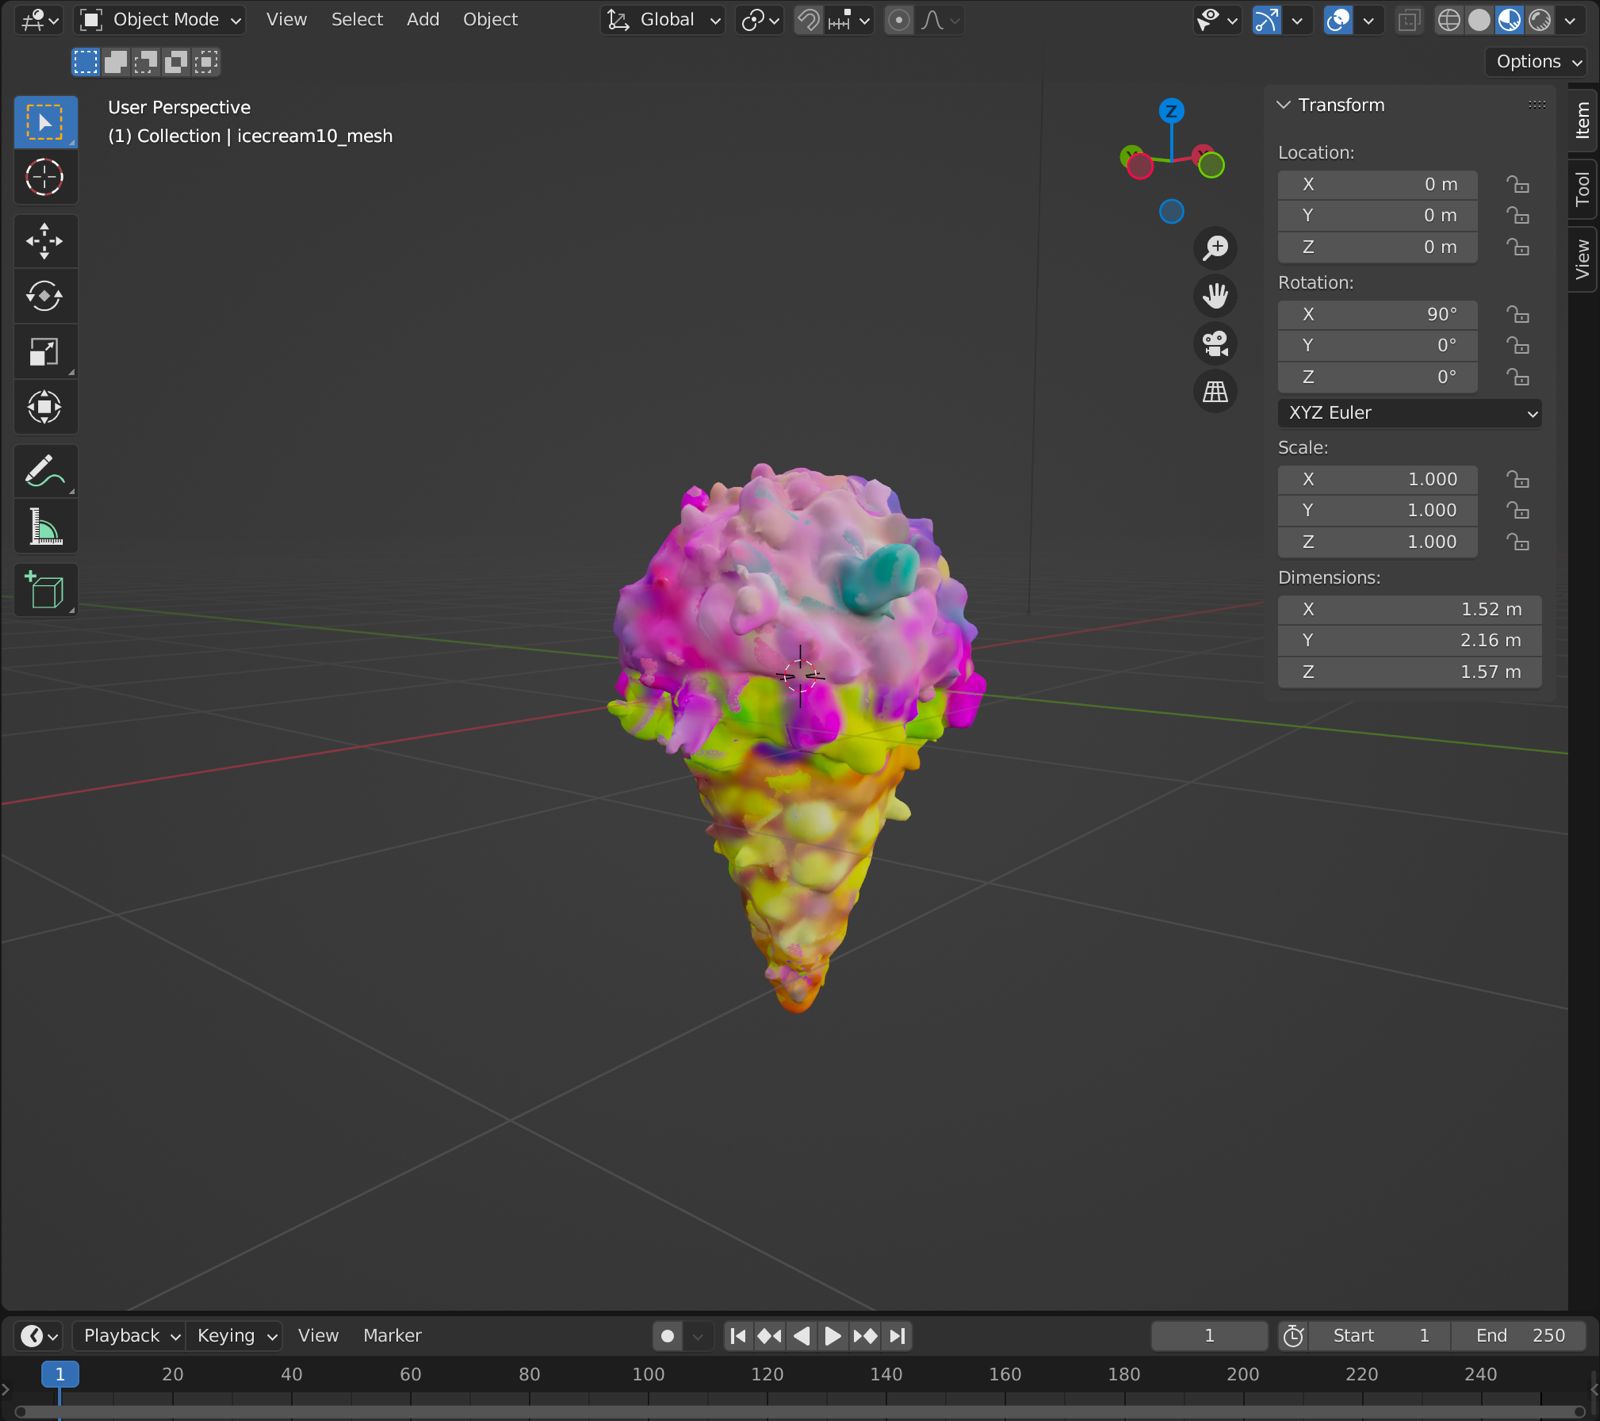 Object Mode View Select Add Object Global
Options
User Perspective
(1) Collection | icecream10_mesh
Z
Transform
Item
Tool
View
Location:
X 0 m
Y 0 m
Z 0 m
Rotation:
X 90°
Y 0°
Z 0°
XYZ Euler
Scale:
X 1.000
Y 1.000
Z 1.000
Dimensions:
X 1.52 m
Y 2.16 m
Z 1.57 m
Playback Keying View Marker 1 Start 1 End 250
1 20 40 60 80 100 120 140 160 180 200 220 240